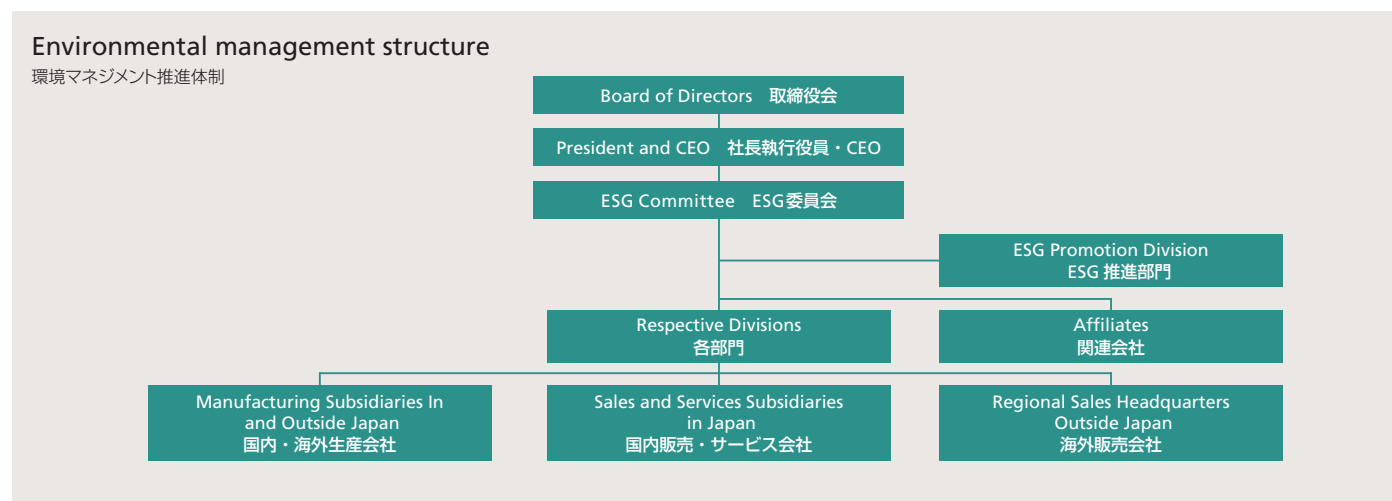 Environmental management structure
環境マネジメント推進体制
Board of Directors 取締役会
President and CEO 社長執行役員・CEO
ESG Committee ESG委員会
ESG Promotion Division
ESG 推進部門
Respective Divisions
各部門
Affiliates
関連会社
Manufacturing Subsidiaries In
and Outside Japan
国内・海外生産会社
Sales and Services Subsidiaries
in Japan
国内販売・サービス会社
Regional Sales Headquarters
Outside Japan
海外販売会社